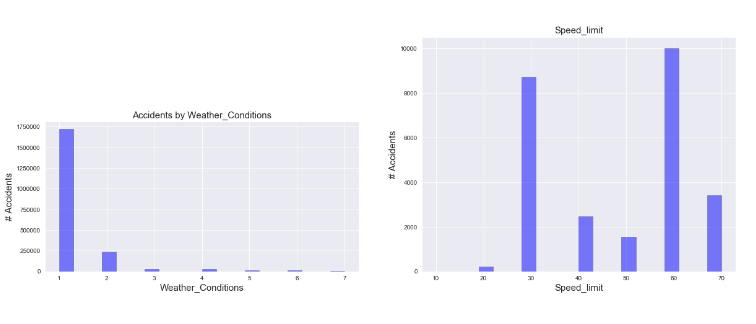 Accidents by Weather_Conditions
# Accidents
1750000
1500000
1250000
1000000
750000
500000
250000
0
1 2 3 4 5 6 7
Weather_Conditions
Speed_limit
# Accidents
10000
8000
6000
4000
2000
0
10 20 30 40 50 60 70
Speed_limit